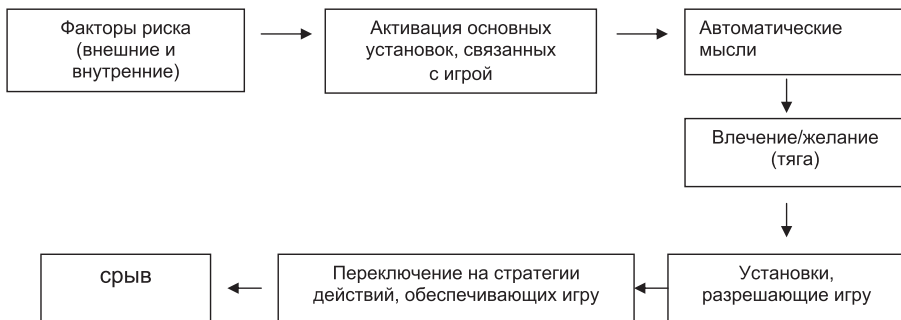 Факторы риска
(внешние и
внутренние)
Активация основных
установок, связанных
с игрой
Автоматические
мысли
Влечение/желание
(тяга)
Установки,
разрешающие игру
Переключение на стратегии
действий, обеспечивающих игру
срыв